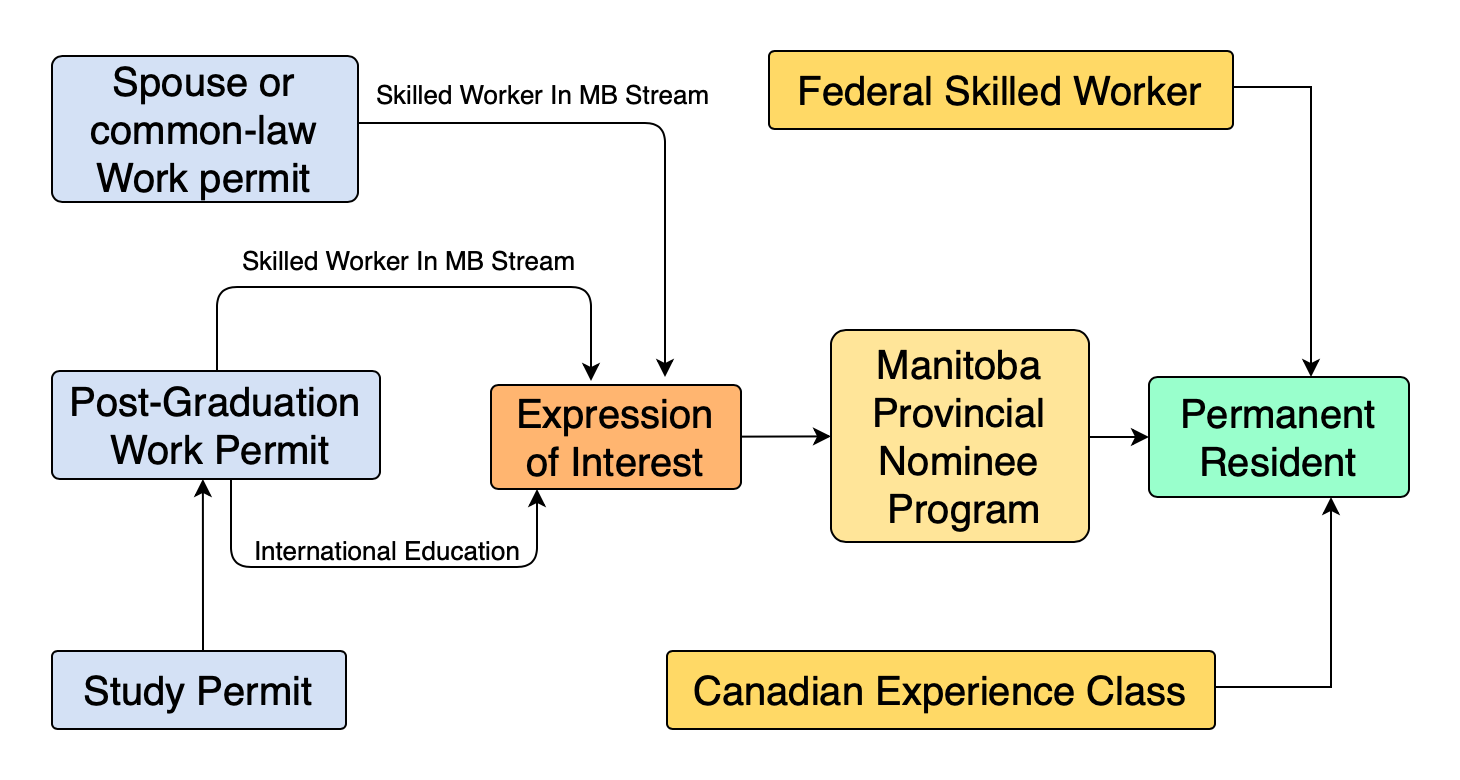 Spouse or
common-law
Work permit
Skilled Worker In MB Stream
Federal Skilled Worker
Skilled Worker In MB Stream
Post-Graduation
Work Permit
Expression
of Interest
Manitoba
Provincial
Nominee
Program
Permanent
Resident
International Education
Study Permit
Canadian Experience Class